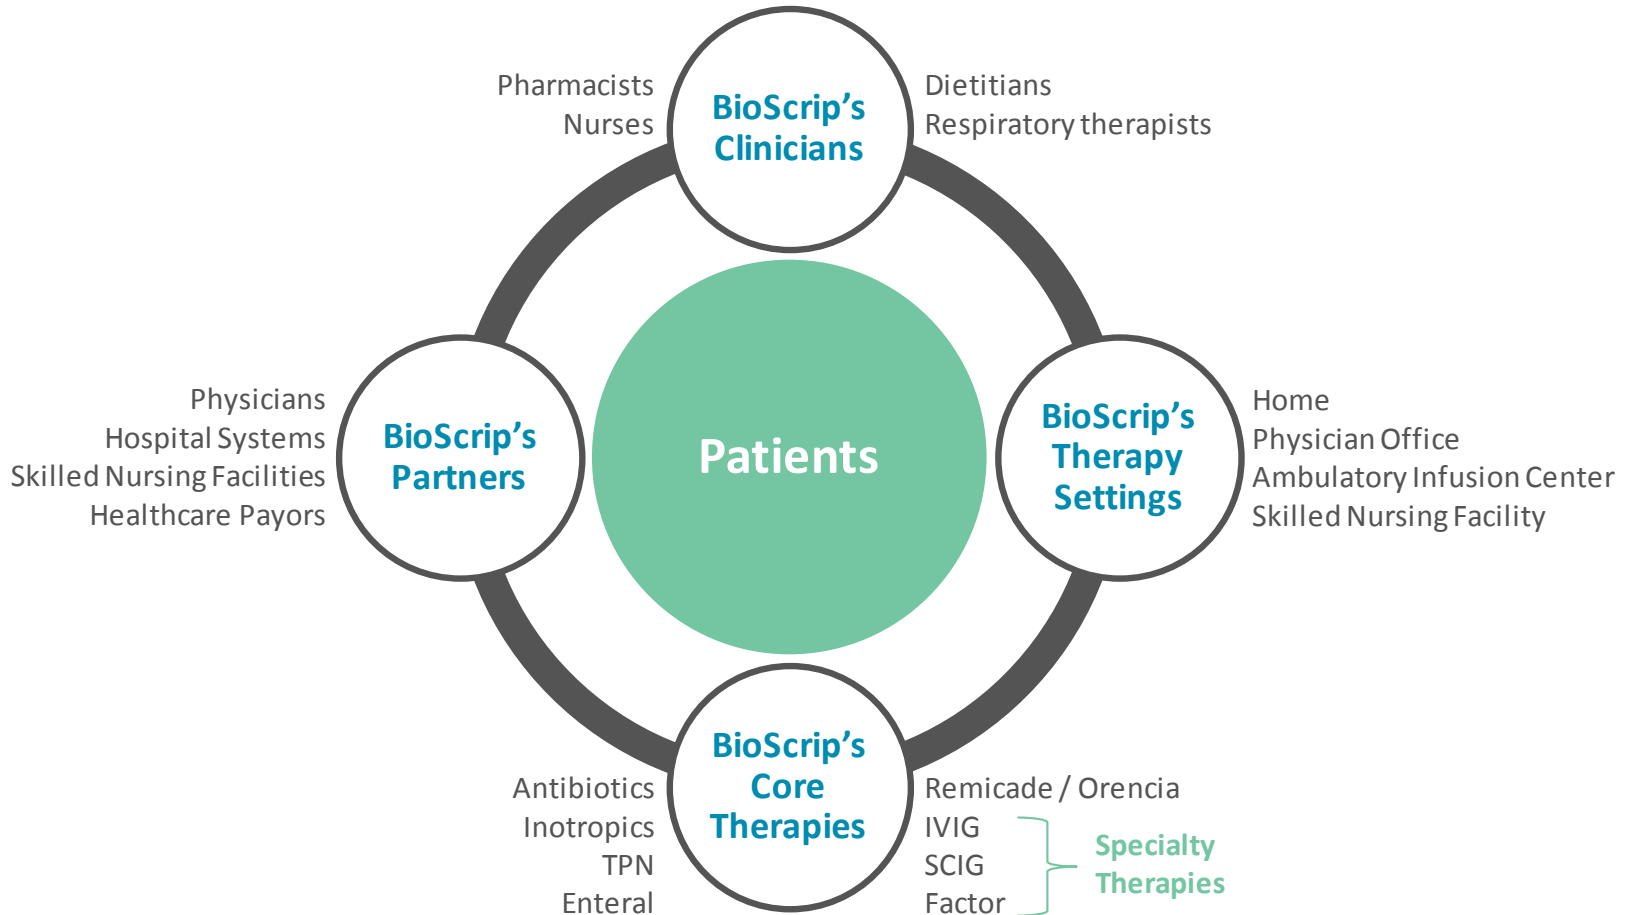 Pharmacists
Nurses
BioScrip’s
Clinicians
Dietitians
Respiratory therapists
Physicians
Hospital Systems
Skilled Nursing Facilities
Healthcare Payors
BioScrip’s
Partners
Patients
BioScrip’s
Therapy
Settings
Home
Physician Office
Ambulatory Infusion Center
Skilled Nursing Facility
Antibiotics
Inotropics
TPN
Enteral
BioScrip’s
Core
Therapies
Remicade / Orencia
IVIG
SCIG
Factor
Specialty
Therapies